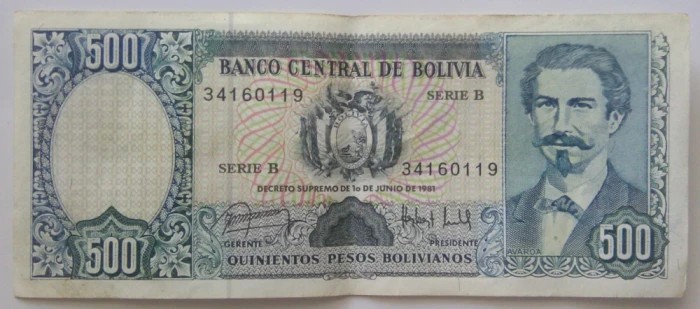 500
BANCO CENTRAL DE BOLIVIA
34160119 SERIE B
SERIE B 34160119
DECRETO SUPREMO DE 1o DE JUNIO DE 1981
GERENTE PRESIDENTE
AVAROA
500 QUINIENTOS PESOS BOLIVIANOS 500